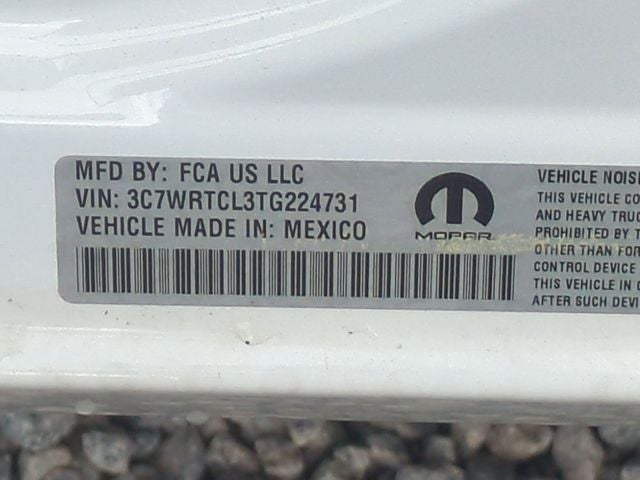 MFD BY: FCA US LLC
VIN: 3C7WRTCL3TG224731
VEHICLE MADE IN: MEXICO
MOPAR
VEHICLE NOISE
THIS VEHICLE CO
AND HEAVY TRUC
PROHIBITED BY T
OTHER THAN FOR
CONTROL DEVICE
THIS VEHICLE IN
AFTER SUCH DEVI